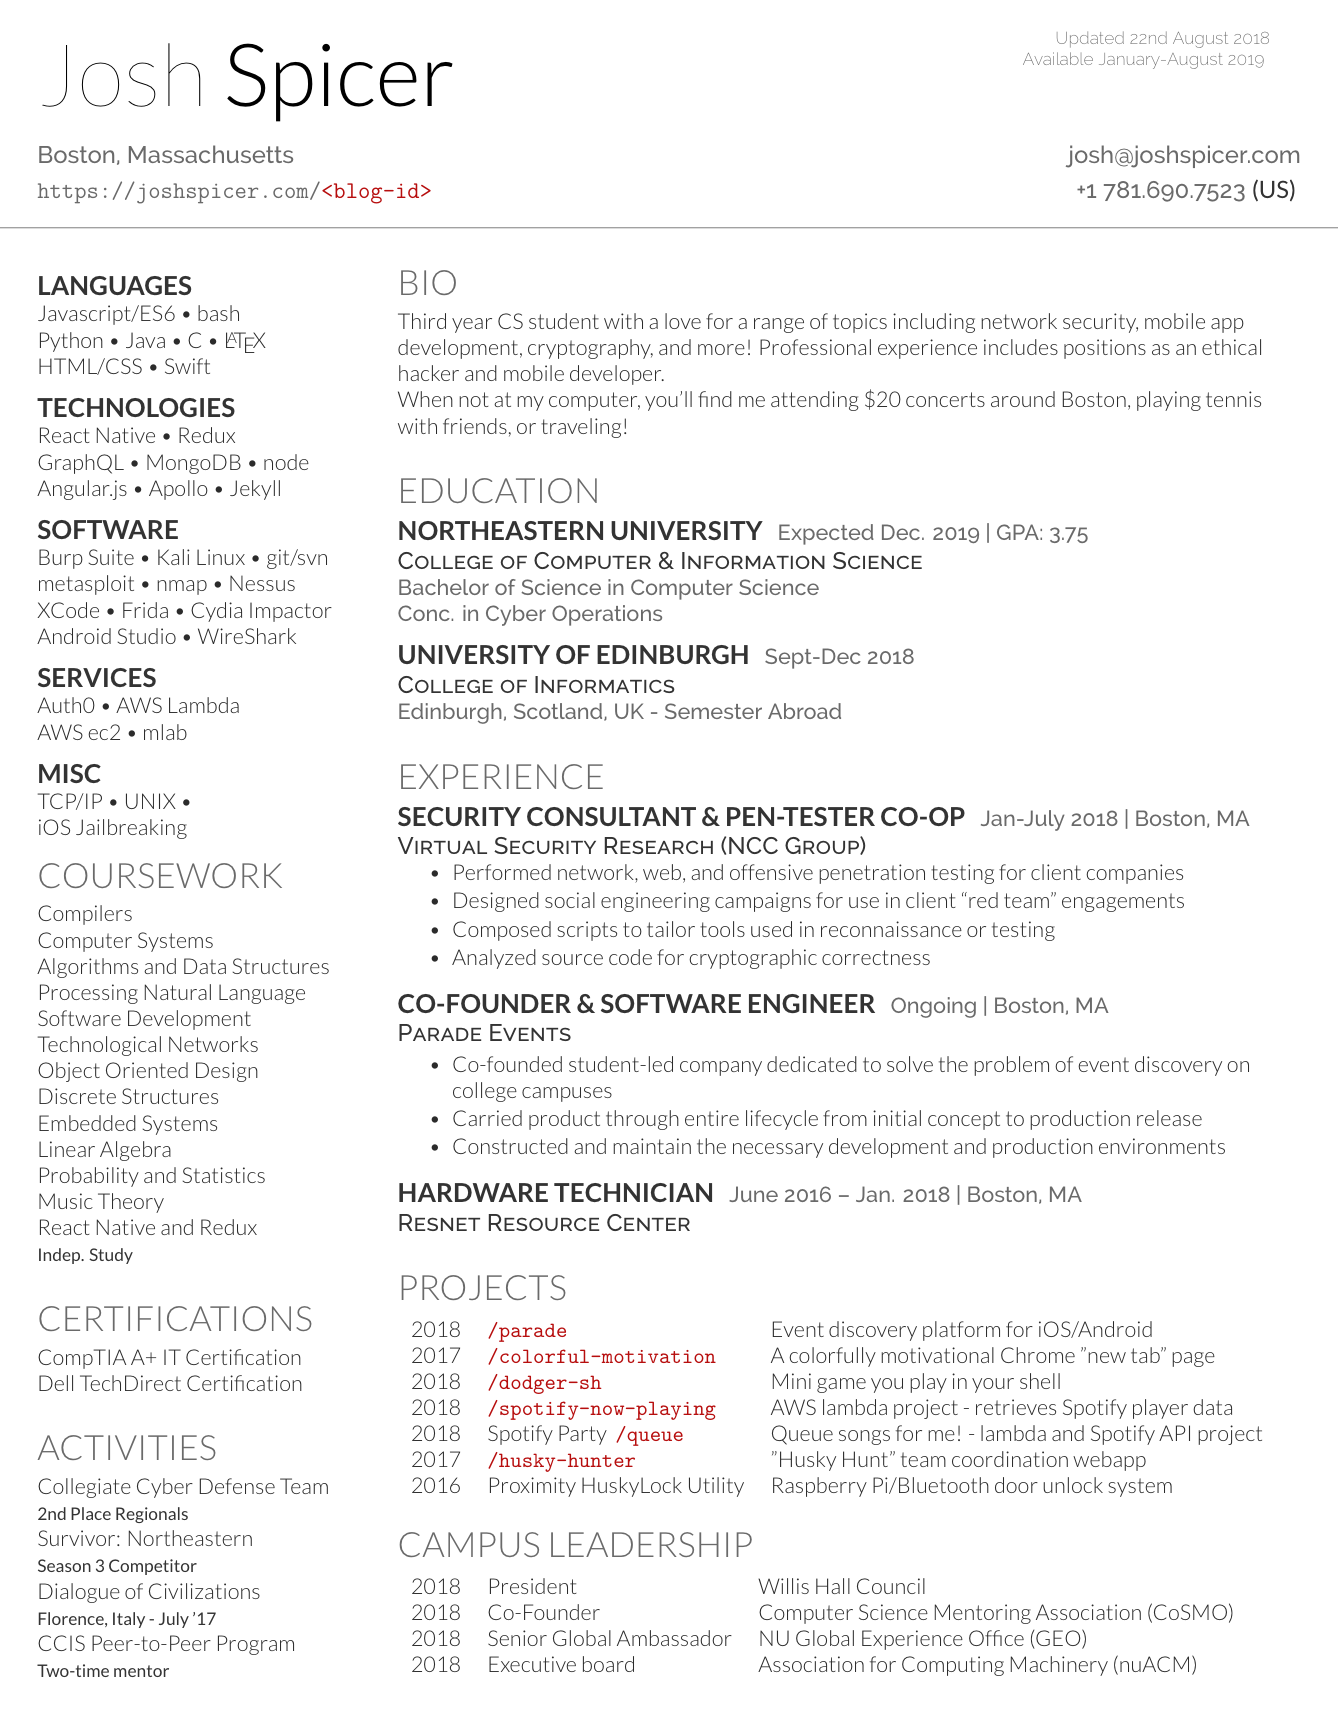 Josh Spicer
Updated 22nd August 2018
Available January-August 2019
Boston, Massachusetts
https://joshspicer.com/<blog-id>
josh@joshspicer.com
+1 781.690.7523 (US)
LANGUAGES
Javascript/ES6 • bash
Python • Java • C • LATEX
HTML/CSS • Swift
TECHNOLOGIES
React Native • Redux
GraphQL • MongoDB • node
Angular.js • Apollo • Jekyll
SOFTWARE
Burp Suite • Kali Linux • git/svn
metasploit • nmap • Nessus
XCode • Frida • Cydia Impactor
Android Studio • WireShark
SERVICES
Auth0 • AWS Lambda
AWS ec2 • mlab
MISC
TCP/IP • UNIX •
iOS Jailbreaking
COURSEWORK
Compilers
Computer Systems
Algorithms and Data Structures
Processing Natural Language
Software Development
Technological Networks
Object Oriented Design
Discrete Structures
Embedded Systems
Linear Algebra
Probability and Statistics
Music Theory
React Native and Redux
Indep. Study
CERTIFICATIONS
CompTIA A+ IT Certification
Dell TechDirect Certification
ACTIVITIES
Collegiate Cyber Defense Team
2nd Place Regionals
Survivor: Northeastern
Season 3 Competitor
Dialogue of Civilizations
Florence, Italy - July ’17
CCIS Peer-to-Peer Program
Two-time mentor
BIO
Third year CS student with a love for a range of topics including network security, mobile app
development, cryptography, and more! Professional experience includes positions as an ethical
hacker and mobile developer.
When not at my computer, you’ll find me attending $20 concerts around Boston, playing tennis
with friends, or traveling!
EDUCATION
NORTHEASTERN UNIVERSITY Expected Dec. 2019 | GPA: 3.75
College of Computer & Information Science
Bachelor of Science in Computer Science
Conc. in Cyber Operations
UNIVERSITY OF EDINBURGH Sept-Dec 2018
College of Informatics
Edinburgh, Scotland, UK - Semester Abroad
EXPERIENCE
SECURITY CONSULTANT & PEN-TESTER CO-OP Jan-July 2018 | Boston, MA
Virtual Security Research (NCC Group)
• Performed network, web, and offensive penetration testing for client companies
• Designed social engineering campaigns for use in client “red team” engagements
• Composed scripts to tailor tools used in reconnaissance or testing
• Analyzed source code for cryptographic correctness
CO-FOUNDER & SOFTWARE ENGINEER Ongoing | Boston, MA
Parade Events
• Co-founded student-led company dedicated to solve the problem of event discovery on
college campuses
• Carried product through entire lifecycle from initial concept to production release
• Constructed and maintain the necessary development and production environments
HARDWARE TECHNICIAN June 2016 – Jan. 2018 | Boston, MA
Resnet Resource Center
PROJECTS
2018 /parade Event discovery platform for iOS/Android
2017 /colorful-motivation A colorfully motivational Chrome ”new tab” page
2018 /dodger-sh Mini game you play in your shell
2018 /spotify-now-playing AWS lambda project - retrieves Spotify player data
2018 Spotify Party /queue Queue songs for me! - lambda and Spotify API project
2017 /husky-hunter ”Husky Hunt” team coordination webapp
2016 Proximity HuskyLock Utility Raspberry Pi/Bluetooth door unlock system
CAMPUS LEADERSHIP
2018 President Willis Hall Council
2018 Co-Founder Computer Science Mentoring Association (CoSMO)
2018 Senior Global Ambassador NU Global Experience Office (GEO)
2018 Executive board Association for Computing Machinery (nuACM)